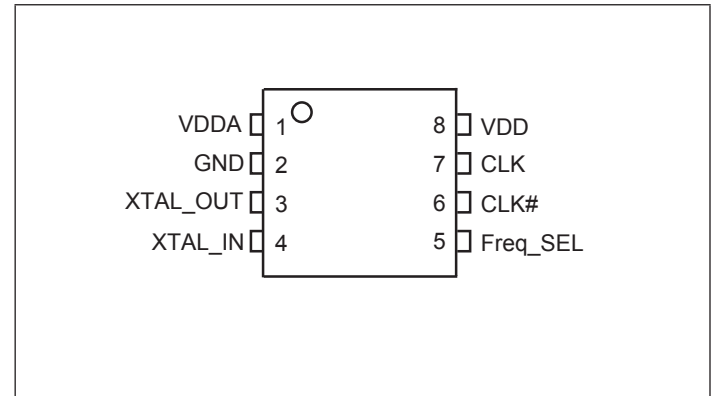 VDDA 1 8 VDD
GND 2 7 CLK
XTAL_OUT 3 6 CLK#
XTAL_IN 4 5 Freq_SEL